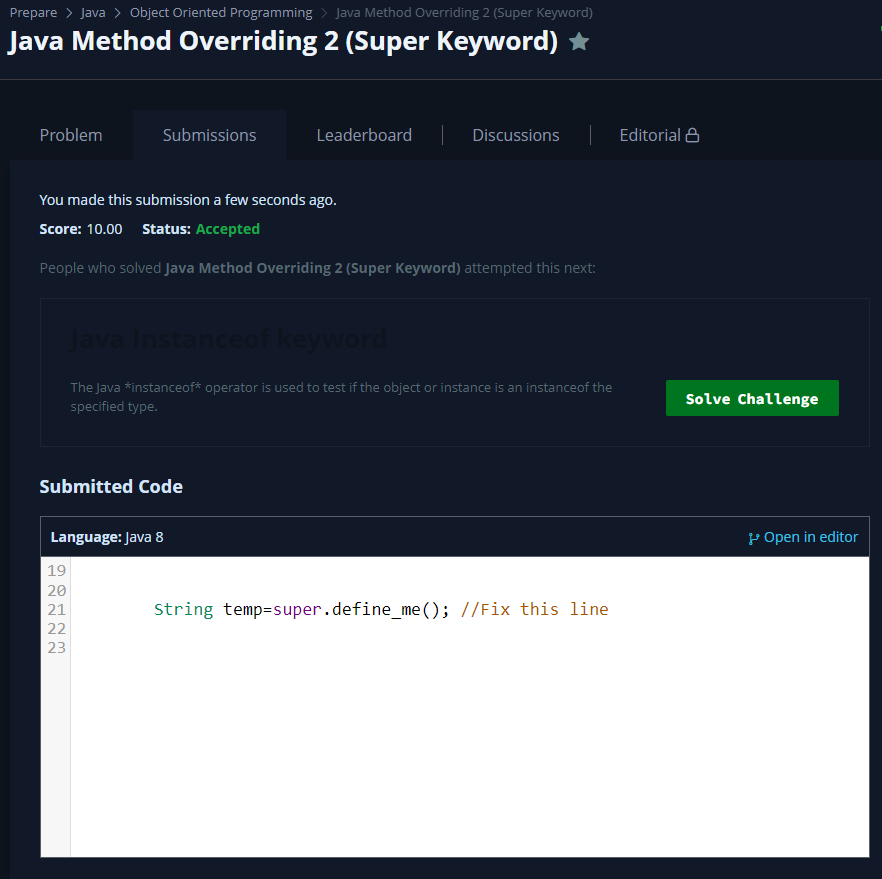 Prepare > Java > Object Oriented Programming > Java Method Overriding 2 (Super Keyword)
Java Method Overriding 2 (Super Keyword)
Problem Submissions Leaderboard Discussions Editorial
You made this submission a few seconds ago.
Score: 10.00 Status: Accepted
People who solved Java Method Overriding 2 (Super Keyword) attempted this next:
Java Instanceof keyword
The Java *instanceof* operator is used to test if the object or instance is an instanceof the
specified type.
Solve Challenge
Submitted Code
Language: Java 8 Open in editor
19
20
21 String temp=super.define_me(); //Fix this line
22
23